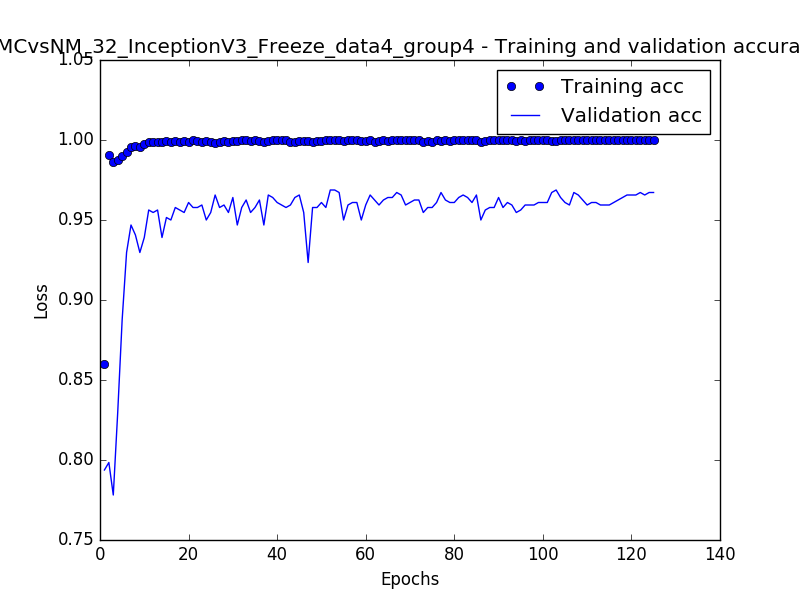 MCvsNM_32_InceptionV3_Freeze_data4_group4 - Training and validation accura
1.05
1.00
0.95
0.90
0.85
0.80
0.75
Loss
Training acc
Validation acc
0 20 40 60 80 100 120 140
Epochs